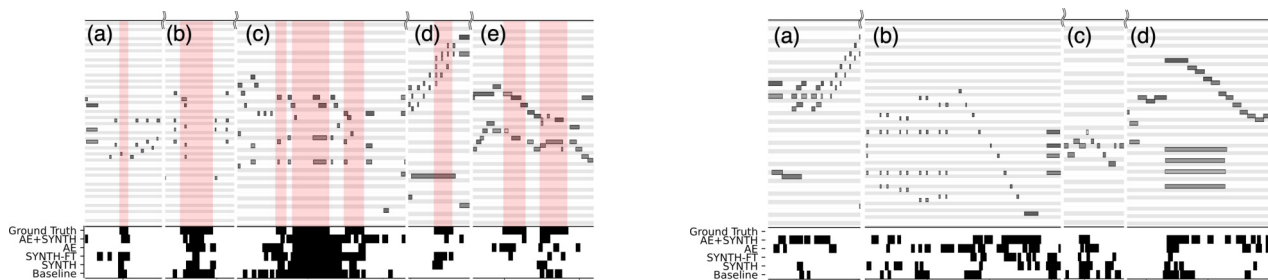 (a) (b) (c) (d) (e)
Ground Truth
AE+SYNTH
AE
SYNTH-FT
SYNTH
Baseline
(a) (b) (c) (d)
Ground Truth
AE+SYNTH
AE
SYNTH-FT
SYNTH
Baseline